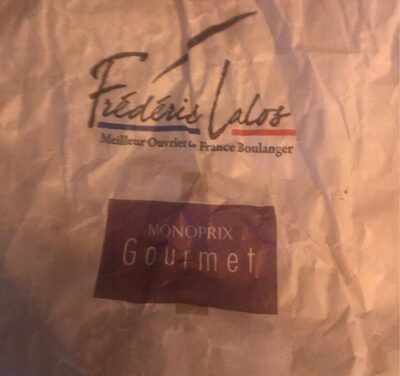 Frédéric Lalos
Meilleur Ouvrier de France Boulanger
MONOPRIX
Gourmet